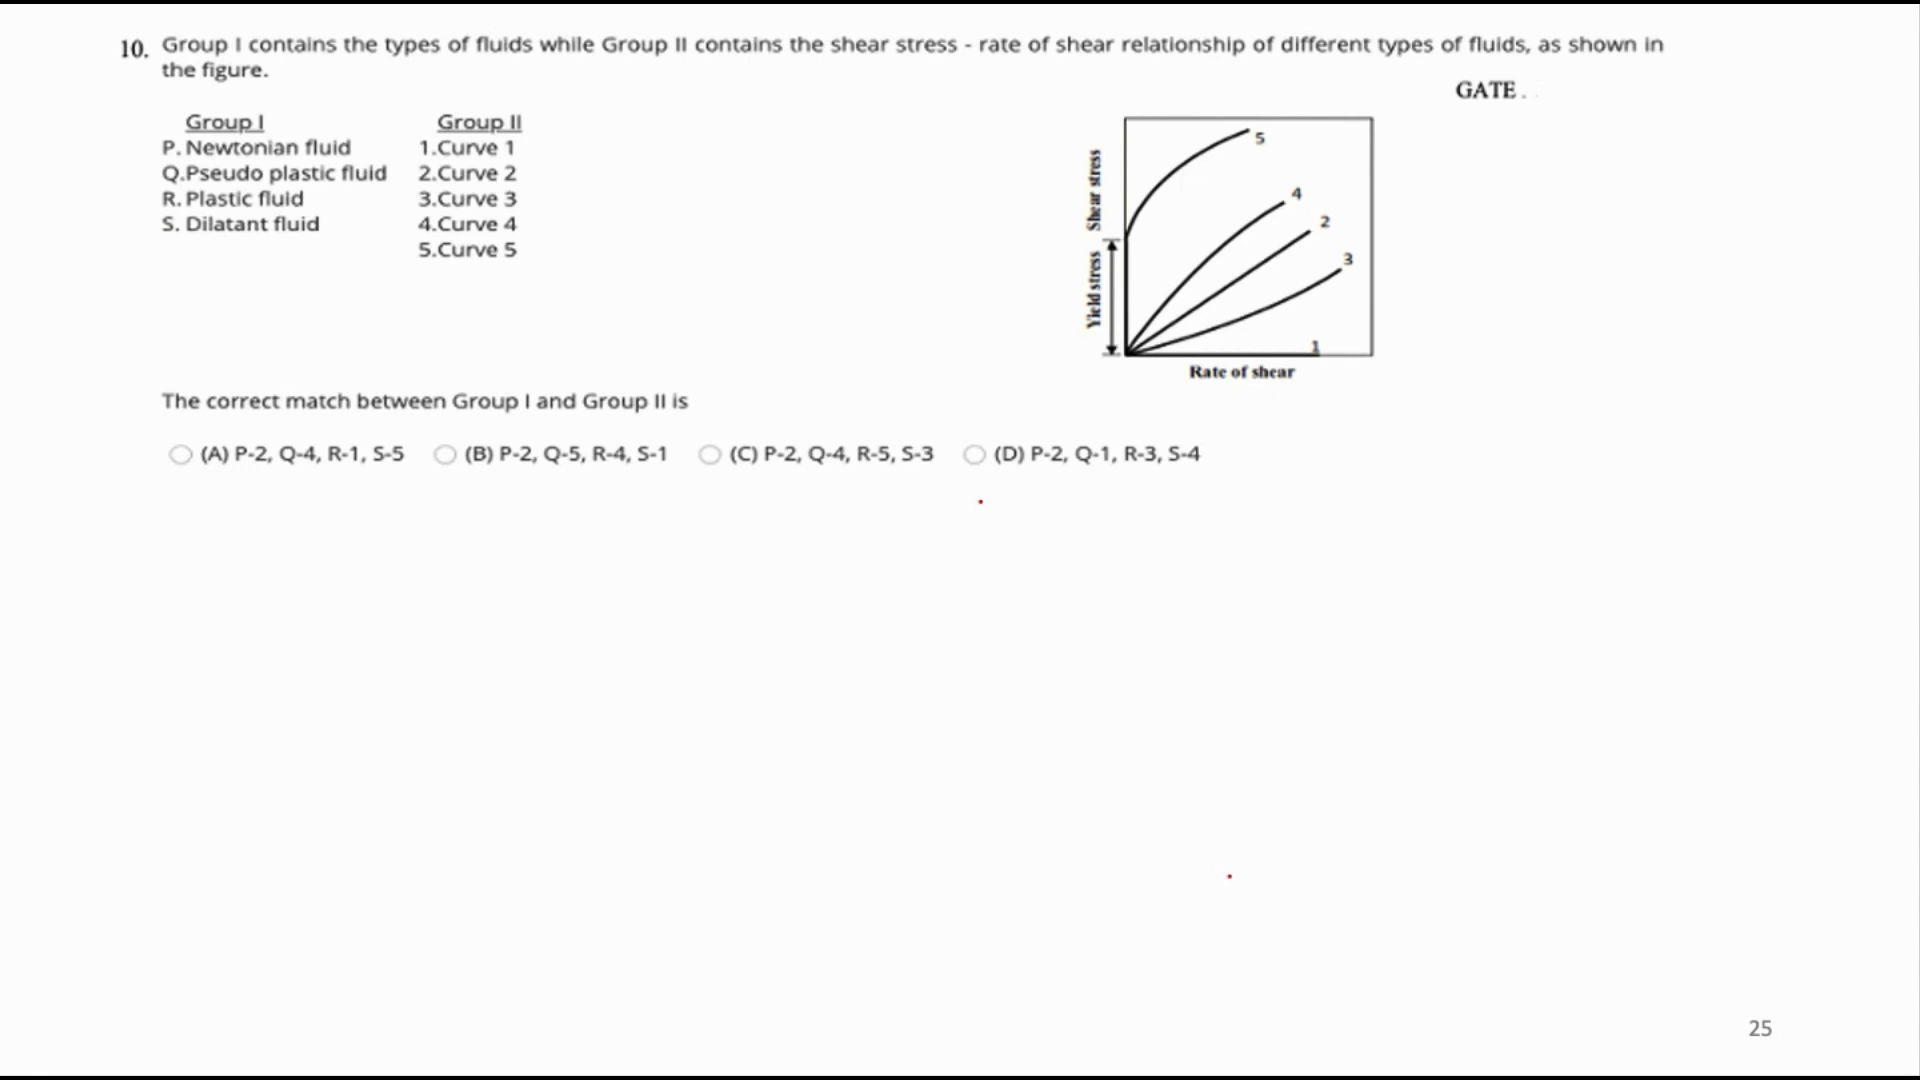 10. Group I contains the types of fluids while Group II contains the shear stress - rate of shear relationship of different types of fluids, as shown in
the figure.
GATE .
Group I Group II
P. Newtonian fluid 1.Curve 1
Q.Pseudo plastic fluid 2.Curve 2
R. Plastic fluid 3.Curve 3
S. Dilatant fluid 4.Curve 4
5.Curve 5
5
4
2
3
1
Shear stress
Yield stress
Rate of shear
The correct match between Group I and Group II is
(A) P-2, Q-4, R-1, S-5 (B) P-2, Q-5, R-4, S-1 (C) P-2, Q-4, R-5, S-3 (D) P-2, Q-1, R-3, S-4
25